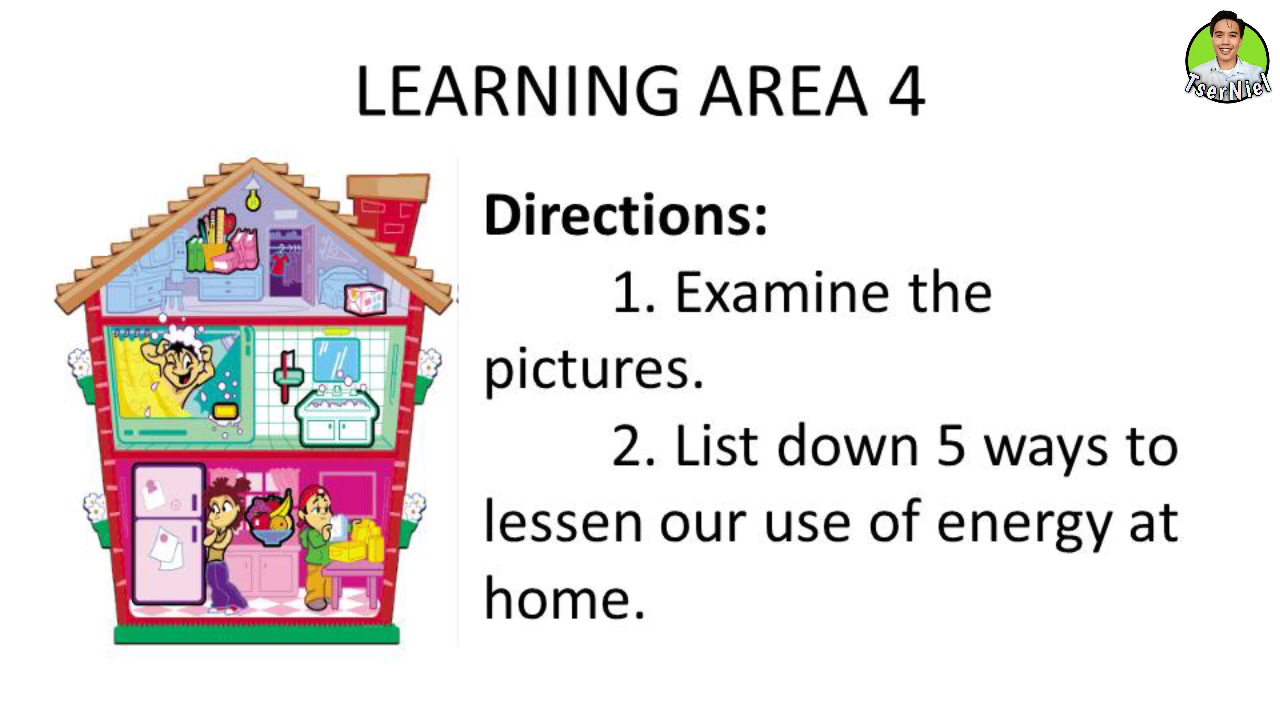 TserNiel
LEARNING AREA 4
Directions:
1. Examine the
pictures.
2. List down 5 ways to
lessen our use of energy at
home.